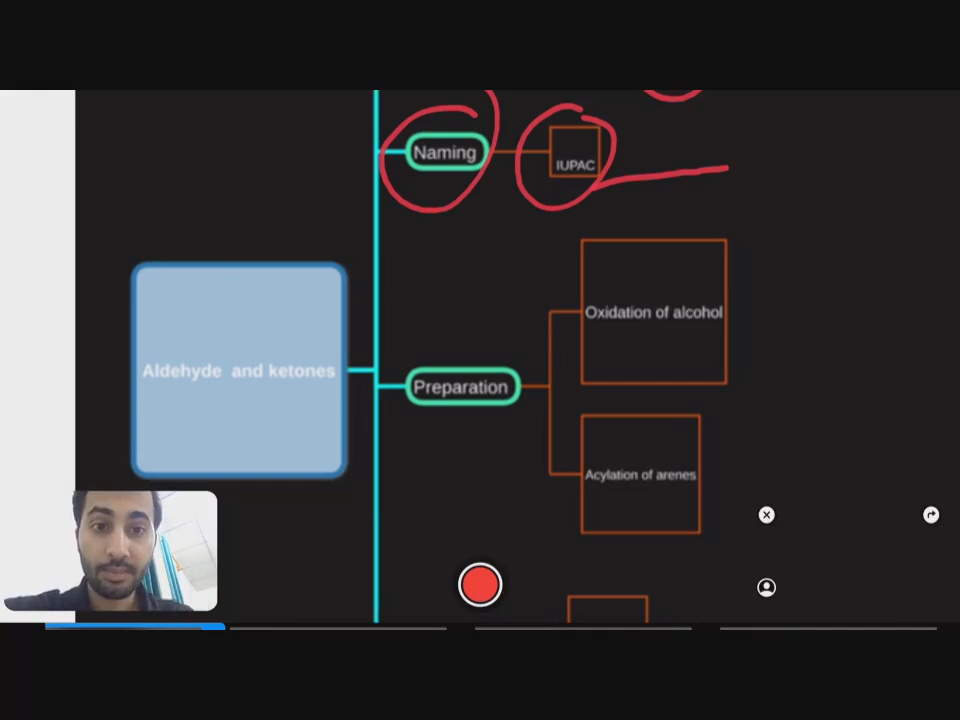 Naming
IUPAC
Oxidation of alcohol
Aldehyde and ketones
Preparation
Acylation of arenes